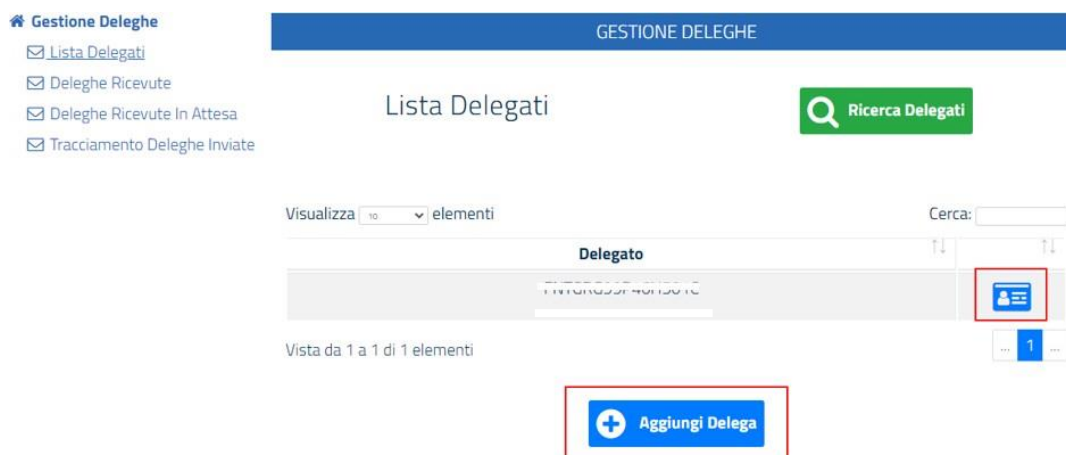 Gestione Deleghe
Lista Delegati
Deleghe Ricevute
Deleghe Ricevute In Attesa
Tracciamento Deleghe Inviate
GESTIONE DELEGHE
Lista Delegati
Ricerca Delegati
Visualizza 10 elementi
Cerca:
Delegato
Vista da 1 a 1 di 1 elementi
... 1 ...
Aggiungi Delega